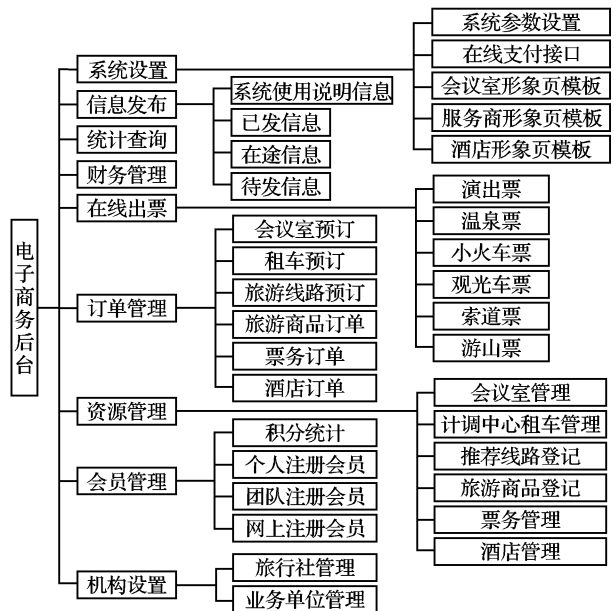 电子商务后台
系统设置
系统参数设置
在线支付接口
会议室形象页模板
服务商形象页模板
酒店形象页模板
信息发布
系统使用说明信息
已发信息
在途信息
待发信息
统计查询
财务管理
在线出票
演出票
温泉票
小火车票
观光车票
索道票
游山票
订单管理
会议室预订
租车预订
旅游线路预订
旅游商品订单
票务订单
酒店订单
资源管理
会议室管理
计调中心租车管理
推荐线路登记
旅游商品登记
票务管理
酒店管理
会员管理
积分统计
个人注册会员
团队注册会员
网上注册会员
机构设置
旅行社管理
业务单位管理